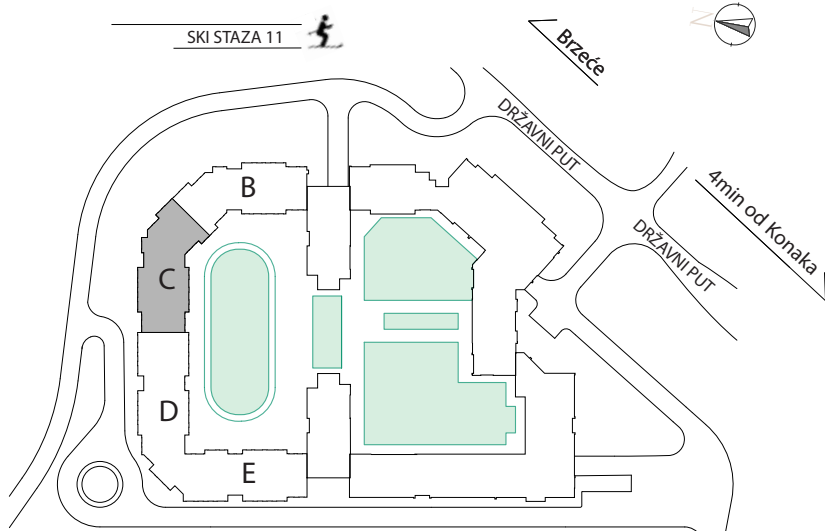 SKI STAZA 11
N
Brzeće
DRŽAVNI PUT
4min od Konaka
DRŽAVNI PUT
B
C
D
E